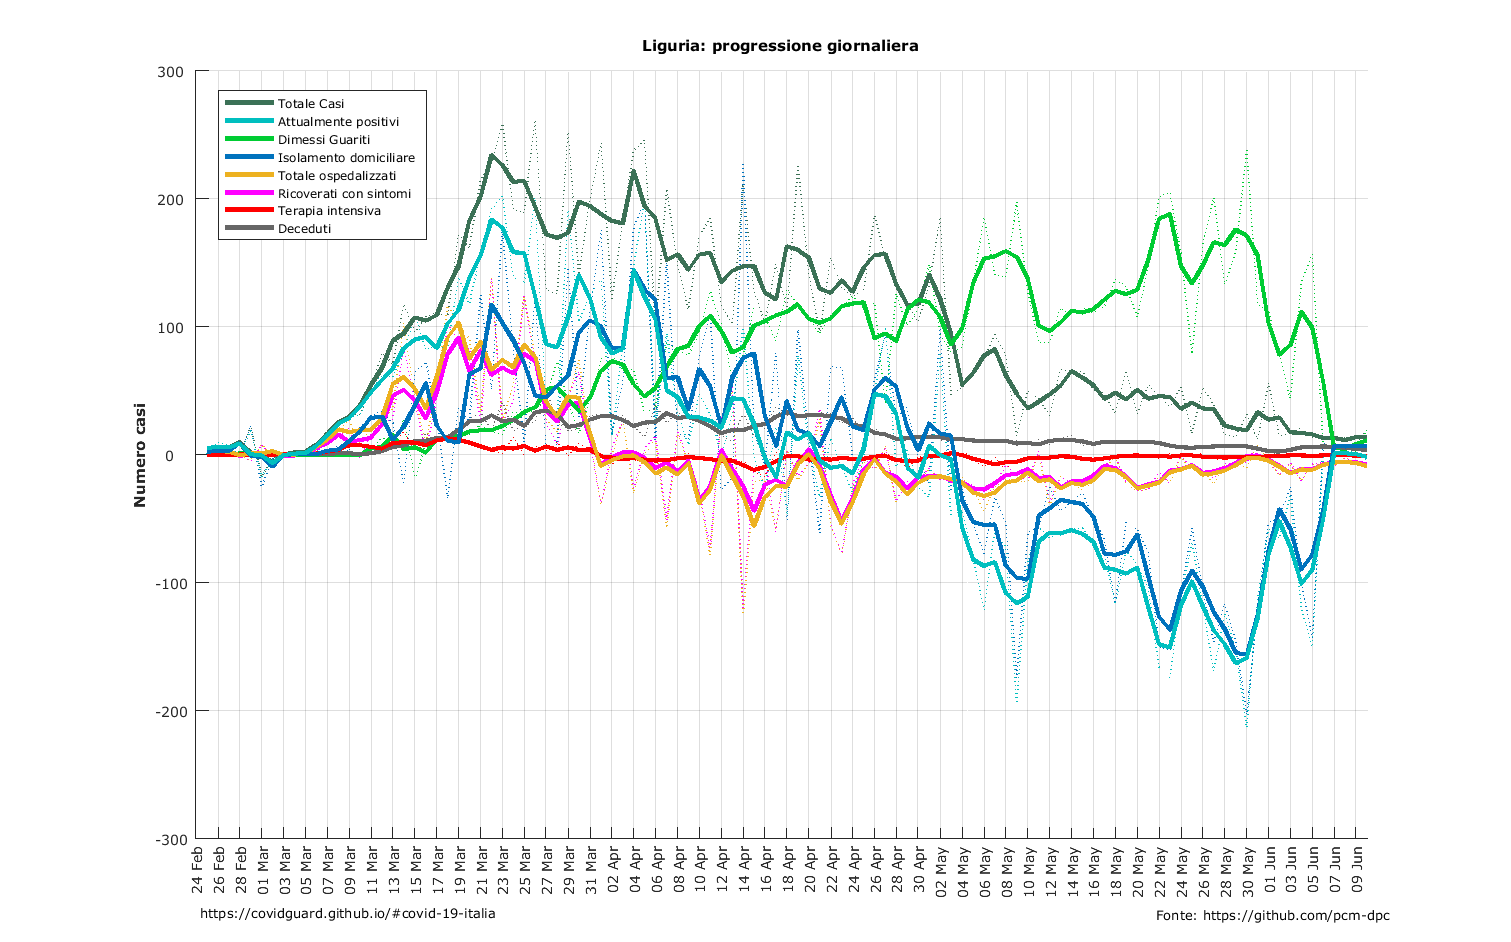 Liguria: progressione giornaliera
300
200
100
0
-100
-200
-300
Numero casi
Totale Casi
Attualmente positivi
Dimessi Guariti
Isolamento domiciliare
Totale ospedalizzati
Ricoverati con sintomi
Terapia intensiva
Deceduti
24 Feb
26 Feb
28 Feb
01 Mar
03 Mar
05 Mar
07 Mar
09 Mar
11 Mar
13 Mar
15 Mar
17 Mar
19 Mar
21 Mar
23 Mar
25 Mar
27 Mar
29 Mar
31 Mar
02 Apr
04 Apr
06 Apr
08 Apr
10 Apr
12 Apr
14 Apr
16 Apr
18 Apr
20 Apr
22 Apr
24 Apr
26 Apr
28 Apr
30 Apr
02 May
04 May
06 May
08 May
10 May
12 May
14 May
16 May
18 May
20 May
22 May
24 May
26 May
28 May
30 May
01 Jun
03 Jun
05 Jun
07 Jun
09 Jun
https://covidguard.github.io/#covid-19-italia
Fonte: https://github.com/pcm-dpc